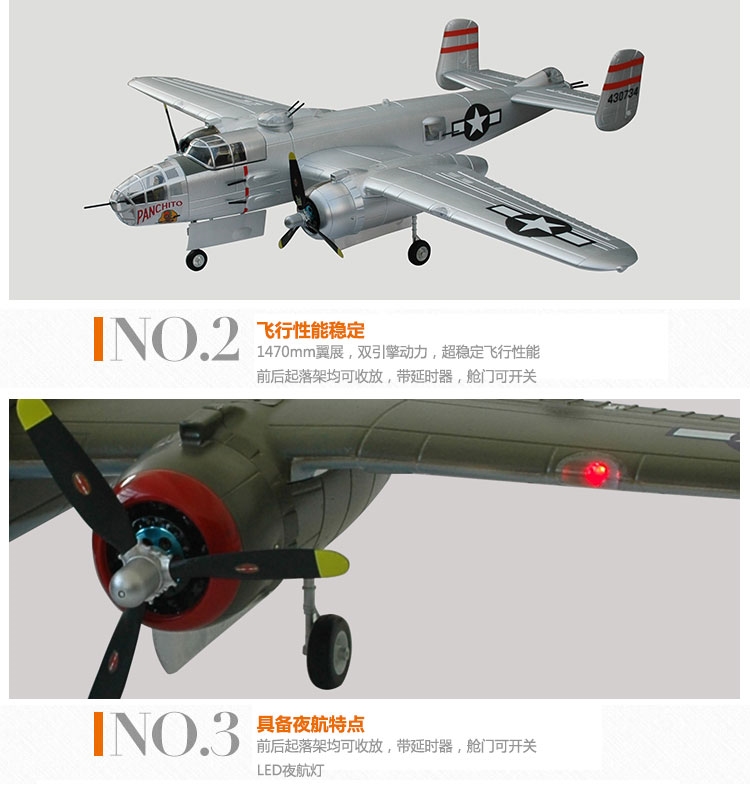 430734
PANCHITO
NO.2
飞行性能稳定
1470mm翼展，双引擎动力，超稳定飞行性能
前后起落架均可收放，带延时器，舱门可开关
NO.3
具备夜航特点
前后起落架均可收放，带延时器，舱门可开关
LED夜航灯